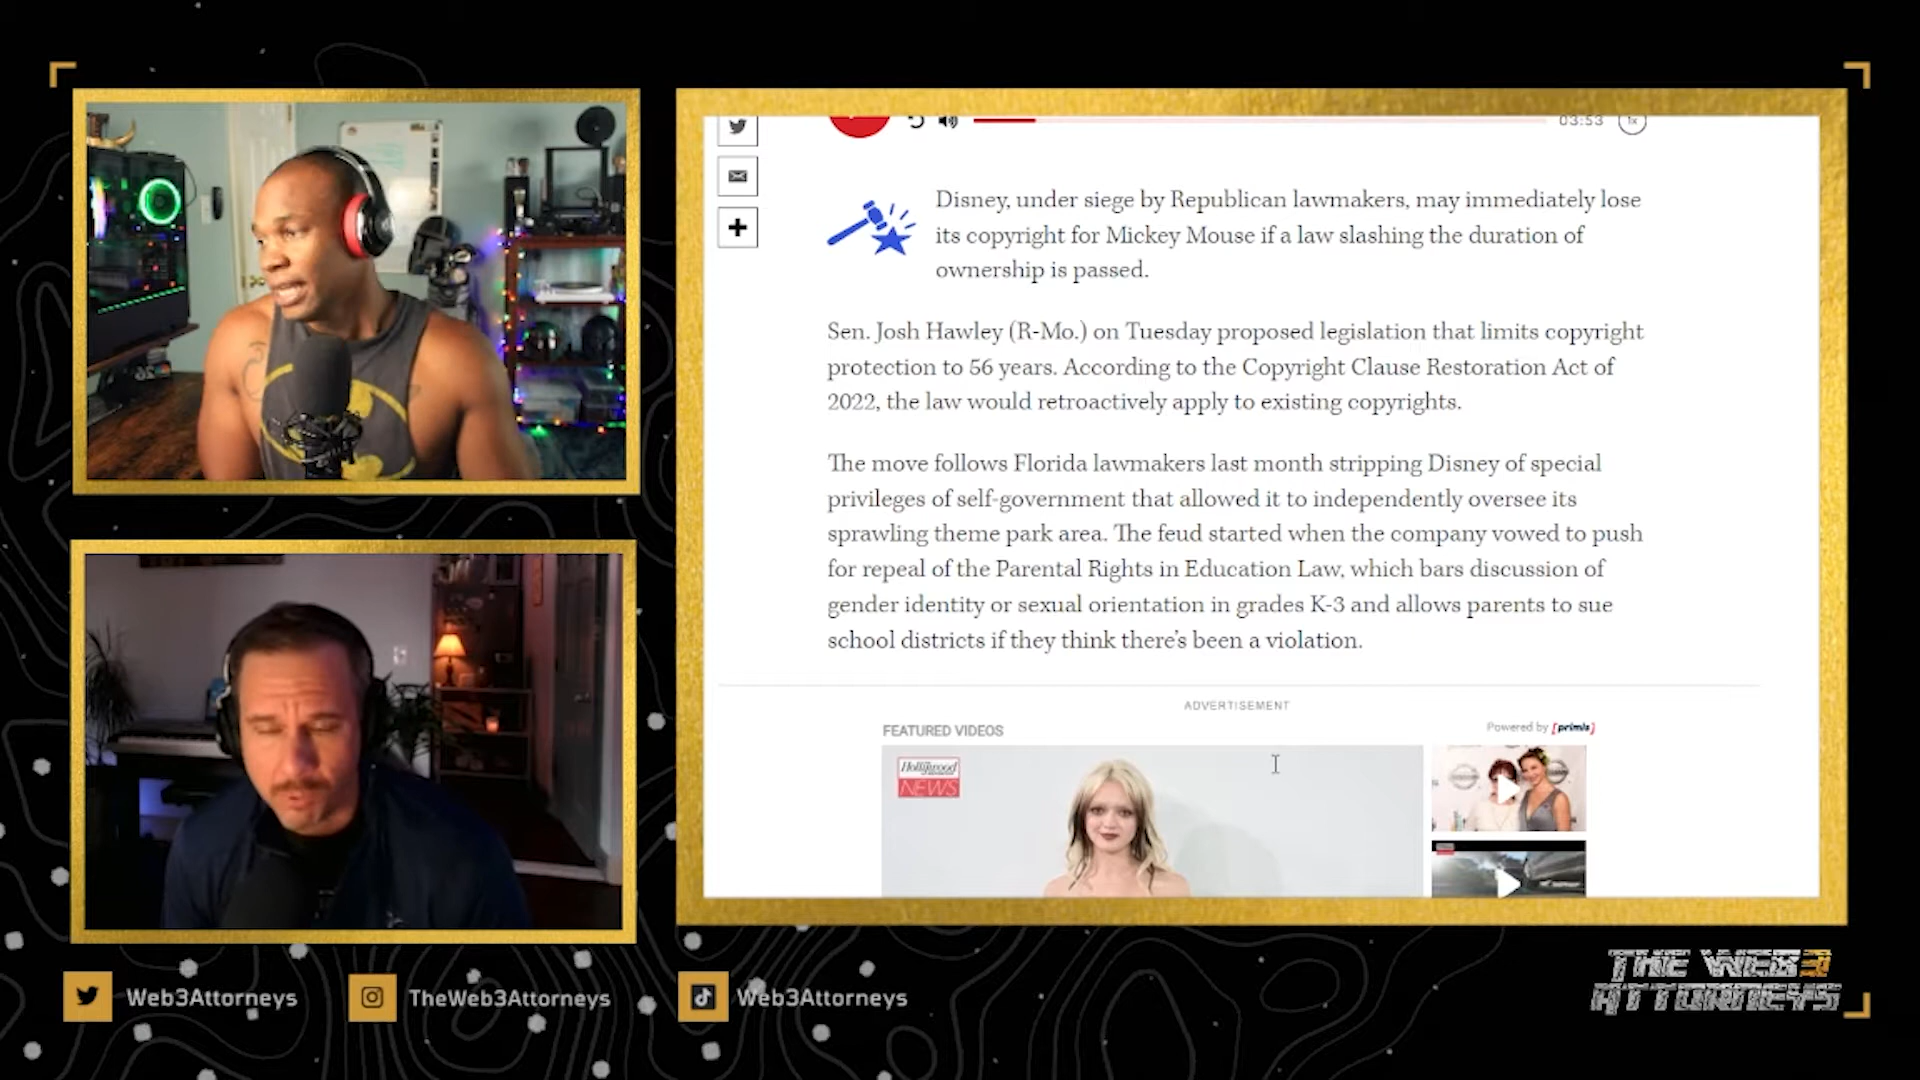 03:53
1x
Disney, under siege by Republican lawmakers, may immediately lose
its copyright for Mickey Mouse if a law slashing the duration of
ownership is passed.
Sen. Josh Hawley (R-Mo.) on Tuesday proposed legislation that limits copyright
protection to 56 years. According to the Copyright Clause Restoration Act of
2022, the law would retroactively apply to existing copyrights.
The move follows Florida lawmakers last month stripping Disney of special
privileges of self-government that allowed it to independently oversee its
sprawling theme park area. The feud started when the company vowed to push
for repeal of the Parental Rights in Education Law, which bars discussion of
gender identity or sexual orientation in grades K-3 and allows parents to sue
school districts if they think there's been a violation.
ADVERTISEMENT
FEATURED VIDEOS
Powered by [primis]
Hollywood
NEWS
Web3Attorneys
TheWeb3Attorneys
Web3Attorneys
THE WEB3
ATTORNEYS